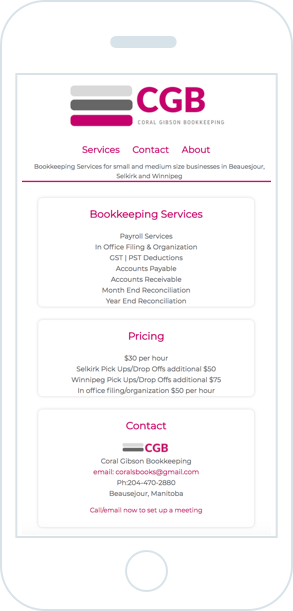 CGB
CORAL GIBSON BOOKKEEPING
Services Contact About
Bookkeeping Services for small and medium size businesses in Beauesjour,
Selkirk and Winnipeg
Bookkeeping Services
Payroll Services
In Office Filing & Organization
GST | PST Deductions
Accounts Payable
Accounts Receivable
Month End Reconciliation
Year End Reconciliation
Pricing
$30 per hour
Selkirk Pick Ups/Drop Offs additional $50
Winnipeg Pick Ups/Drop Offs additional $75
In office filing/organization $50 per hour
Contact
CGB
Coral Gibson Bookkeeping
email: coralsbooks@gmail.com
Ph:204-470-2880
Beausejour, Manitoba
Call/email now to set up a meeting